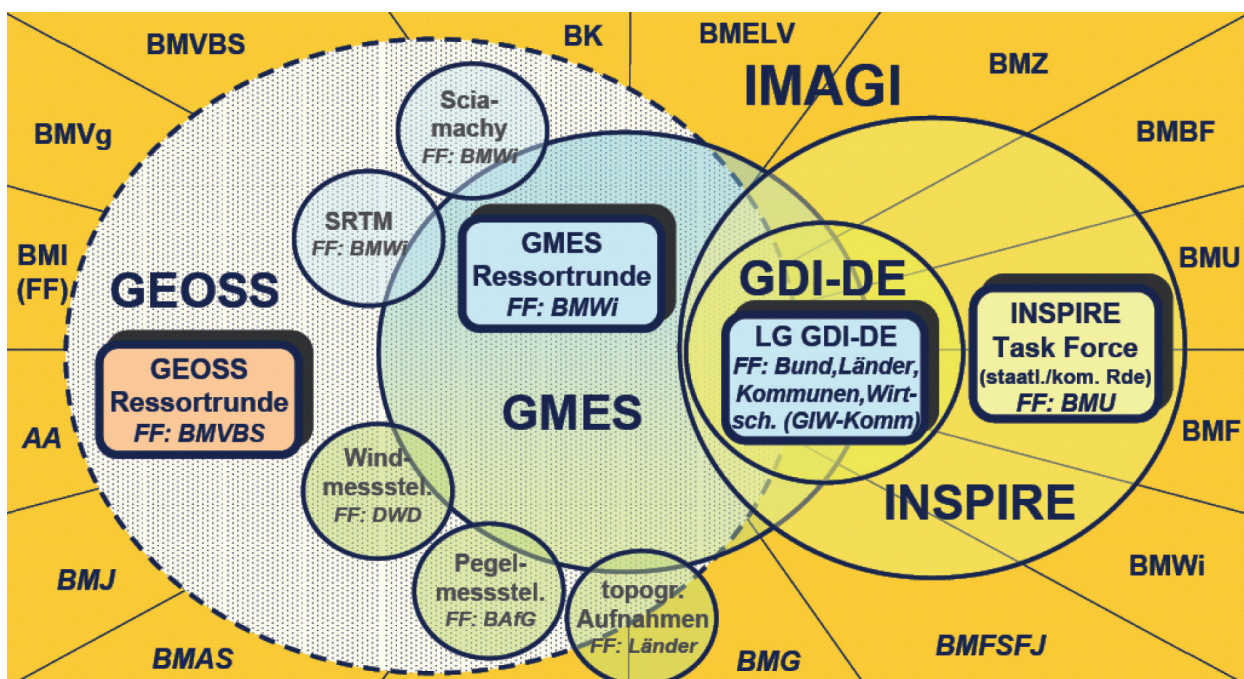 BMVBS
BK
BMELV
BMZ
IMAGI
BMBF
BMVg
Scia-
machy
FF: BMWi
SRTM
FF: BMWi
GMES
Ressortrunde
FF: BMWi
BMI
(FF)
BMU
GEOSS
GDI-DE
INSPIRE
Task Force
(staatl./kom. Rde)
FF: BMU
LG GDI-DE
FF: Bund,Länder,
Kommunen,Wirt-
sch. (GIW-Komm)
GEOSS
Ressortrunde
FF: BMVBS
GMES
AA
BMF
Wind-
messstel.
FF: DWD
INSPIRE
Pegel-
messstel.
FF: BAfG
topogr.
Aufnahmen
FF: Länder
BMJ
BMWi
BMAS
BMG
BMFSFJ